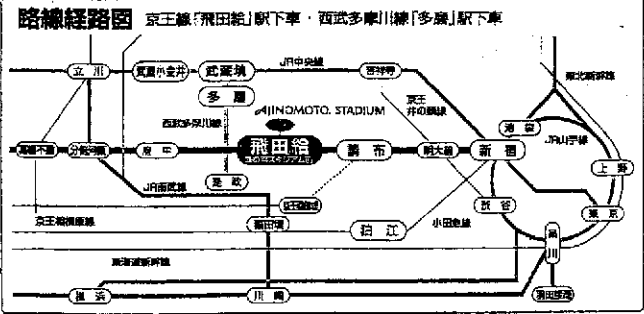 路線経路図 京王線「飛田給」駅下車・西武多摩川線「多磨」駅下車
JR中央線
立川 武蔵小金井 武蔵境 吉祥寺
東北新幹線
多磨
AJINOMOTO. STADIUM
京王
井の頭線
池袋
西武多摩川線
JR山手線
高幡不動 分倍河原 府中 飛田給 調布 明大前 新宿
上野
JR南武線
是政
渋谷
東京
京王相模原線
稲田堤
狛江
小田急線
品川
東海道新幹線
横浜 川崎 羽田空港